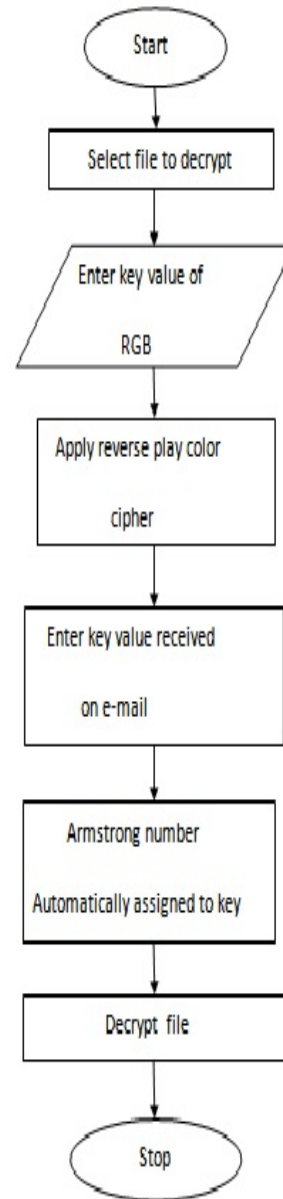 Start
Select file to decrypt
Enter key value of
RGB
Apply reverse play color
cipher
Enter key value received
on e-mail
Armstrong number
Automatically assigned to key
Decrypt file
Stop